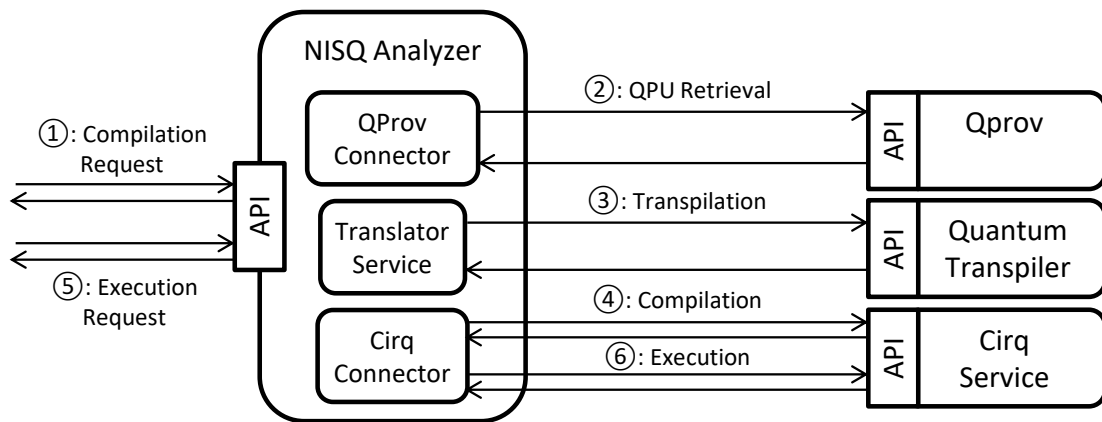 NISQ Analyzer
①: Compilation
Request
API
⑤: Execution
Request
QProv
Connector
②: QPU Retrieval
API
Qprov
Translator
Service
③: Transpilation
API
Quantum
Transpiler
Cirq
Connector
④: Compilation
⑥: Execution
API
Cirq
Service